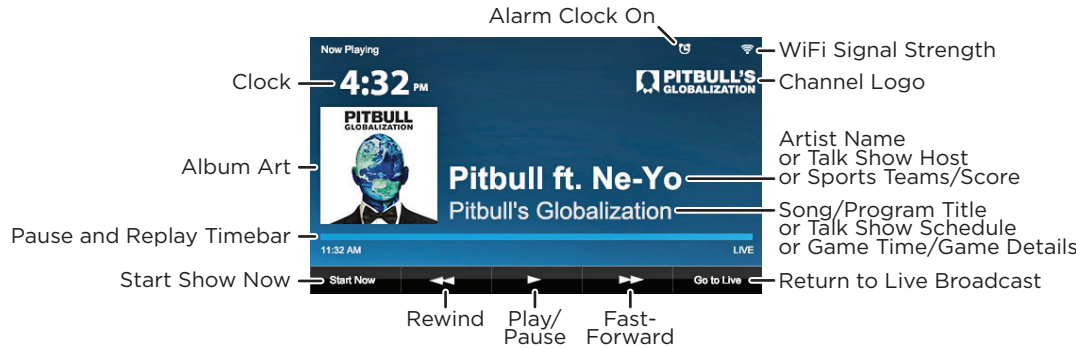 Alarm Clock On
Now Playing
WiFi Signal Strength
Clock
4:32 PM
PITBULL'S
GLOBALIZATION
Channel Logo
PITBULL
GLOBALIZATION
Album Art
Pitbull ft. Ne-Yo
Artist Name
or Talk Show Host
or Sports Teams/Score
Pitbull's Globalization
Song/Program Title
or Talk Show Schedule
or Game Time/Game Details
Pause and Replay Timebar
11:32 AM
LIVE
Start Show Now
Start Now
Go to Live
Return to Live Broadcast
Rewind
Play/
Pause
Fast-
Forward